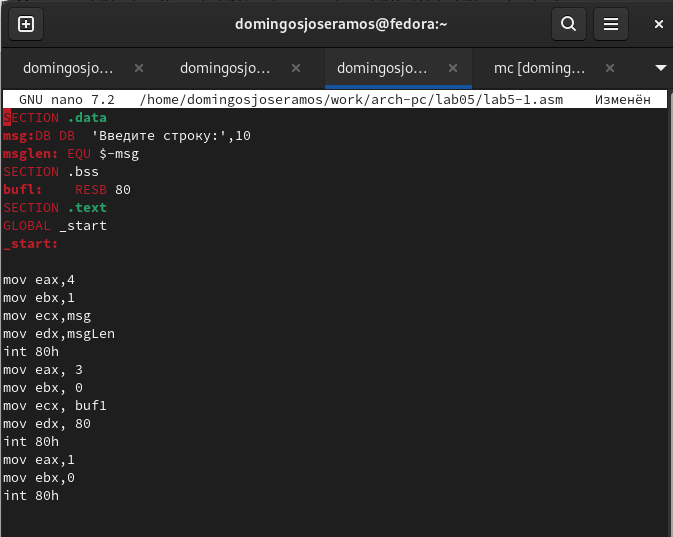 domingosjoseramos@fedora:~
domingosjo... × domingosjo... × domingosjo... × mc [doming... ×
GNU nano 7.2 /home/domingosjoseramos/work/arch-pc/lab05/lab5-1.asm Изменён
SECTION .data
msg:DB DB 'Введите строку:',10
msglen: EQU $-msg
SECTION .bss
bufl: RESB 80
SECTION .text
GLOBAL _start
_start:
mov eax,4
mov ebx,1
mov ecx,msg
mov edx,msgLen
int 80h
mov eax, 3
mov ebx, 0
mov ecx, buf1
mov edx, 80
int 80h
mov eax,1
mov ebx,0
int 80h